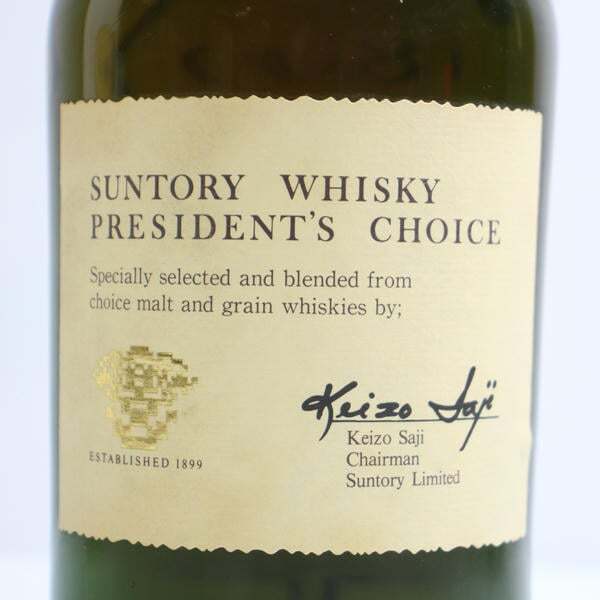 SUNTORY WHISKY
PRESIDENT'S CHOICE
Specially selected and blended from
choice malt and grain whiskies by;
Keizo Saji
Keizo Saji
Chairman
Suntory Limited
ESTABLISHED 1899